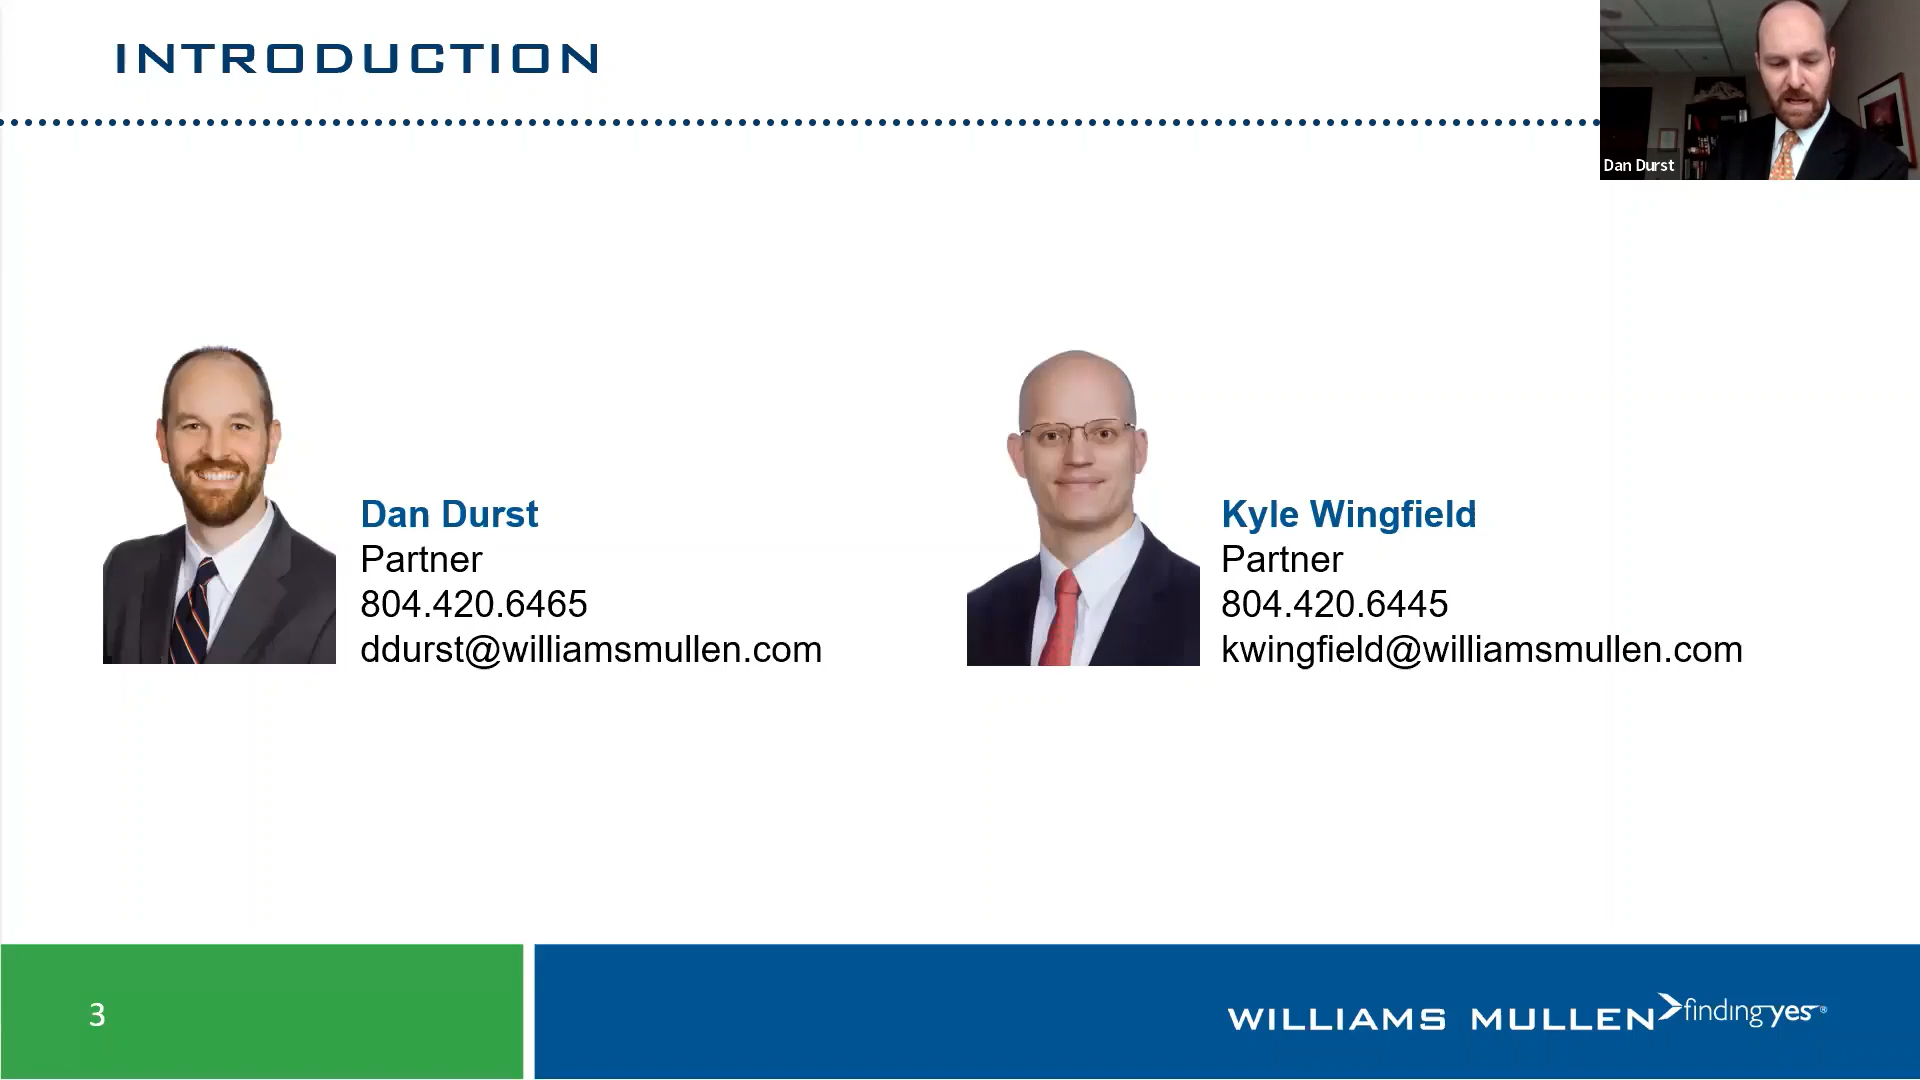 INTRODUCTION
Dan Durst
Dan Durst
Partner
804.420.6465
ddurst@williamsmullen.com
Kyle Wingfield
Partner
804.420.6445
kwingfield@williamsmullen.com
3
WILLIAMS MULLEN findingyes®